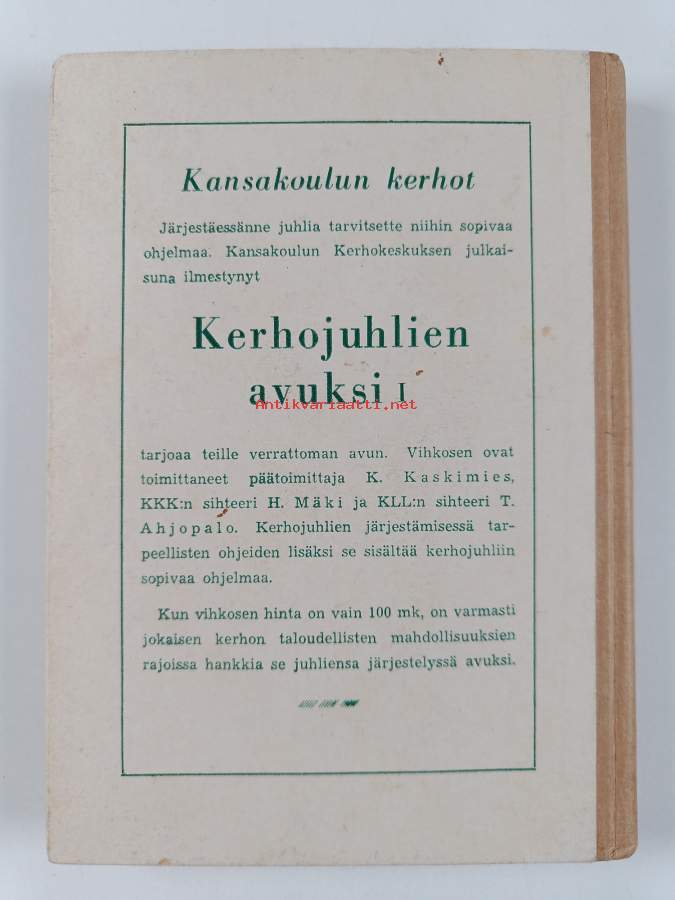 Kansakoulun kerhot
Järjestäessänne juhlia tarvitsette niihin sopivaa
ohjelmaa. Kansakoulun Kerhokeskuksen julkai-
suna ilmestynyt
Kerhojuhlien
avuksi I
Antikvariaatti.net
tarjoaa teille verrattoman avun. Vihkosen ovat
toimittaneet päätoimittaja K. Kaskimies,
KKK:n sihteeri H. Mäki ja KLL:n sihteeri T.
Ahjopalo. Kerhojuhlien järjestämisessä tar-
peellisten ohjeiden lisäksi se sisältää kerhojuhliin
sopivaa ohjelmaa.
Kun vihkosen hinta on vain 100 mk, on varmasti
jokaisen kerhon taloudellisten mahdollisuuksien
rajoissa hankkia se juhliensa järjestelyssä avuksi.